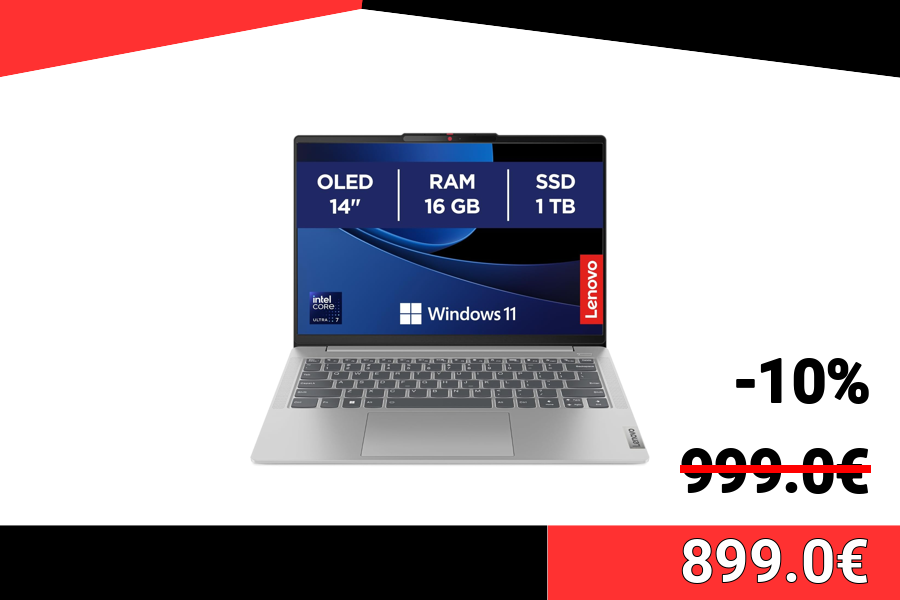 OLED
14"
RAM
16 GB
SSD
1 TB
Lenovo
intel
CORE
ULTRA 7
Windows 11
Lenovo
-10%
999.0€
899.0€